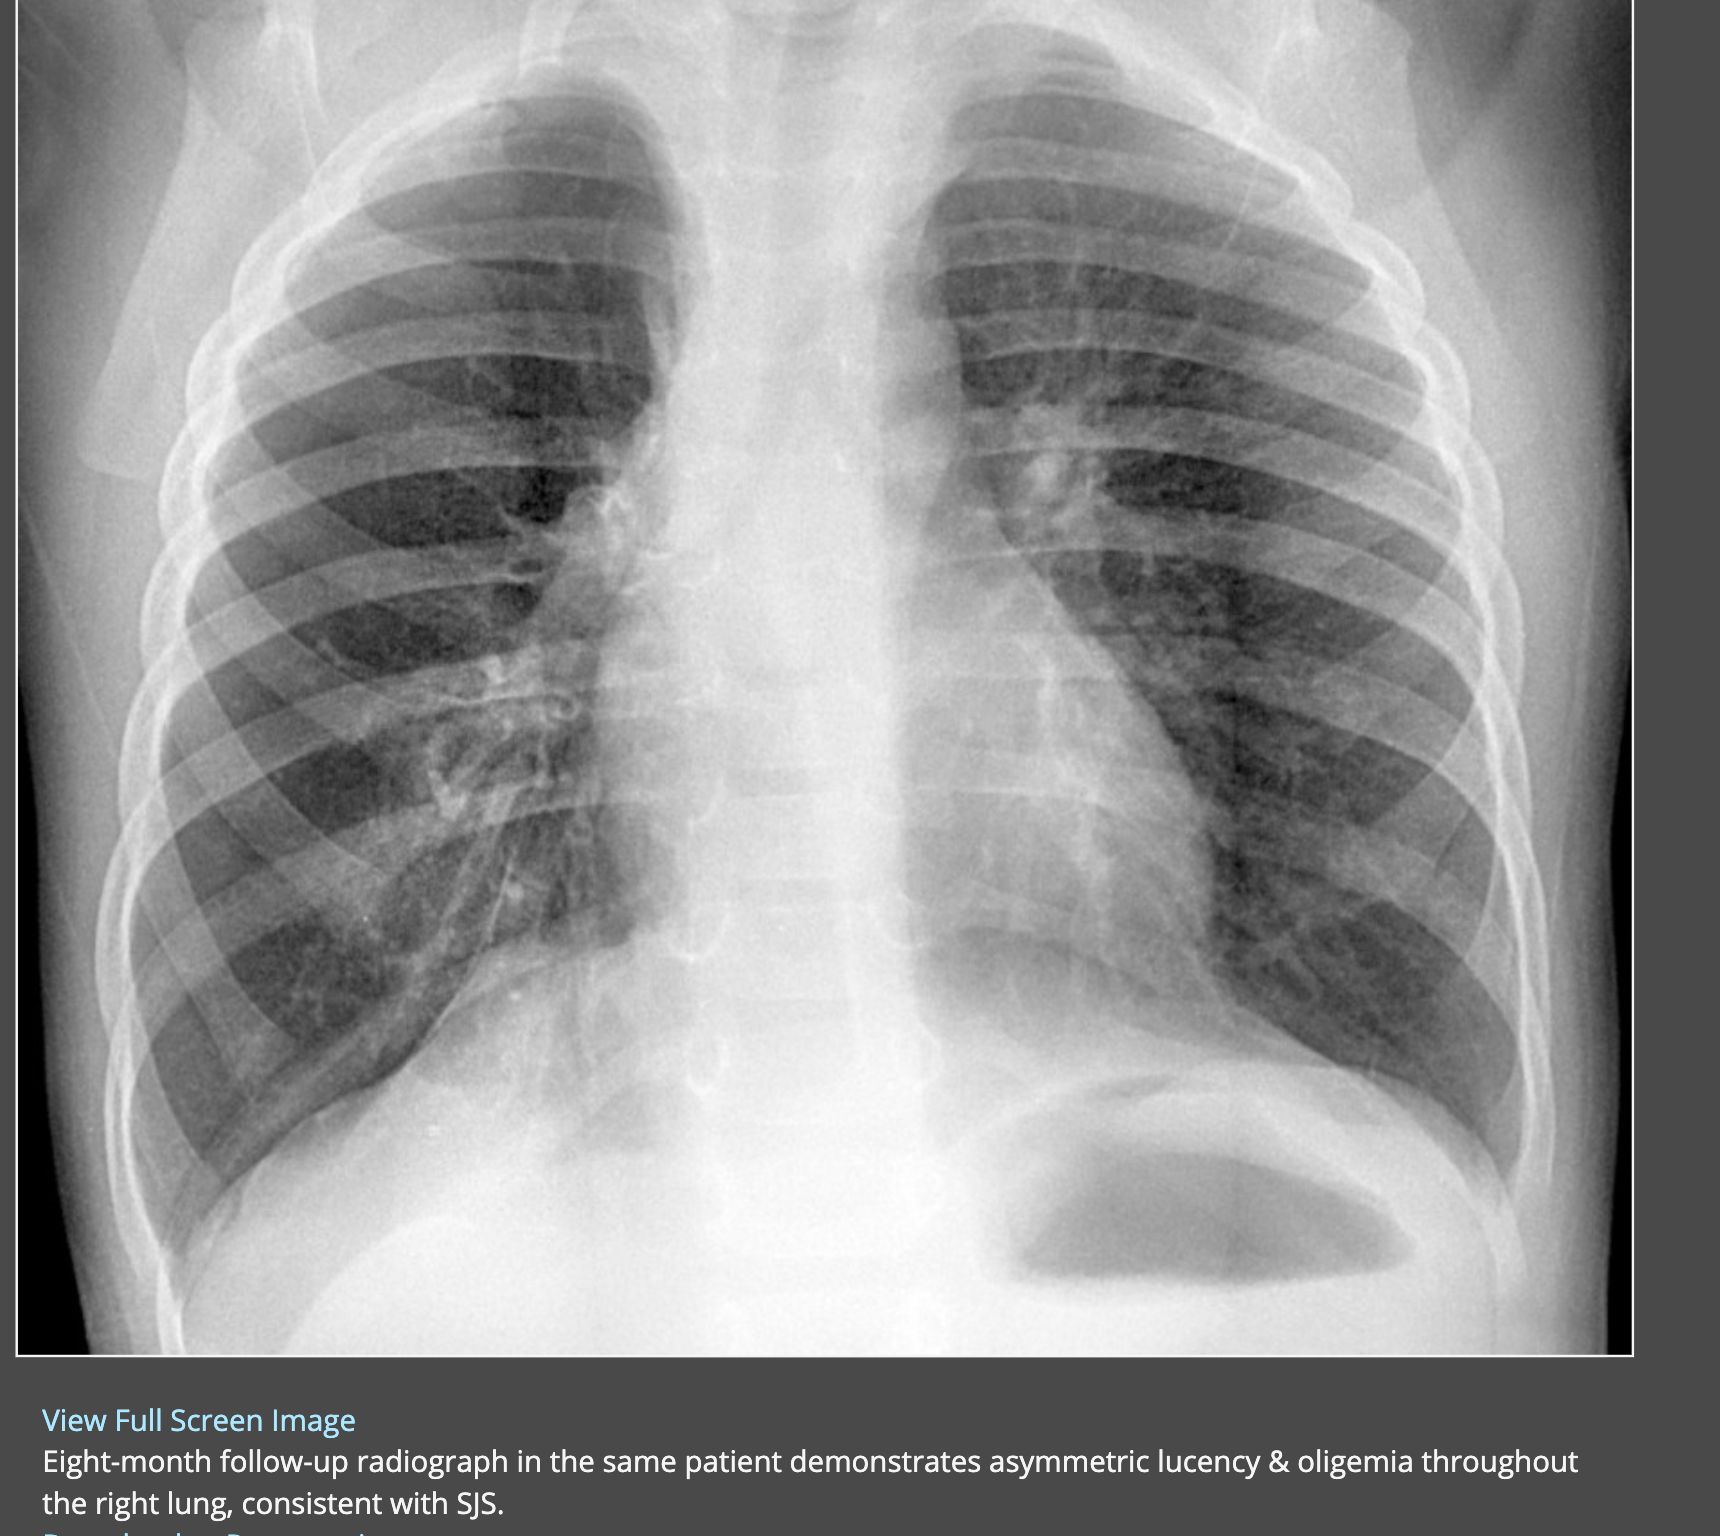 View Full Screen Image
Eight-month follow-up radiograph in the same patient demonstrates asymmetric lucency & oligemia throughout
the right lung, consistent with SJS.